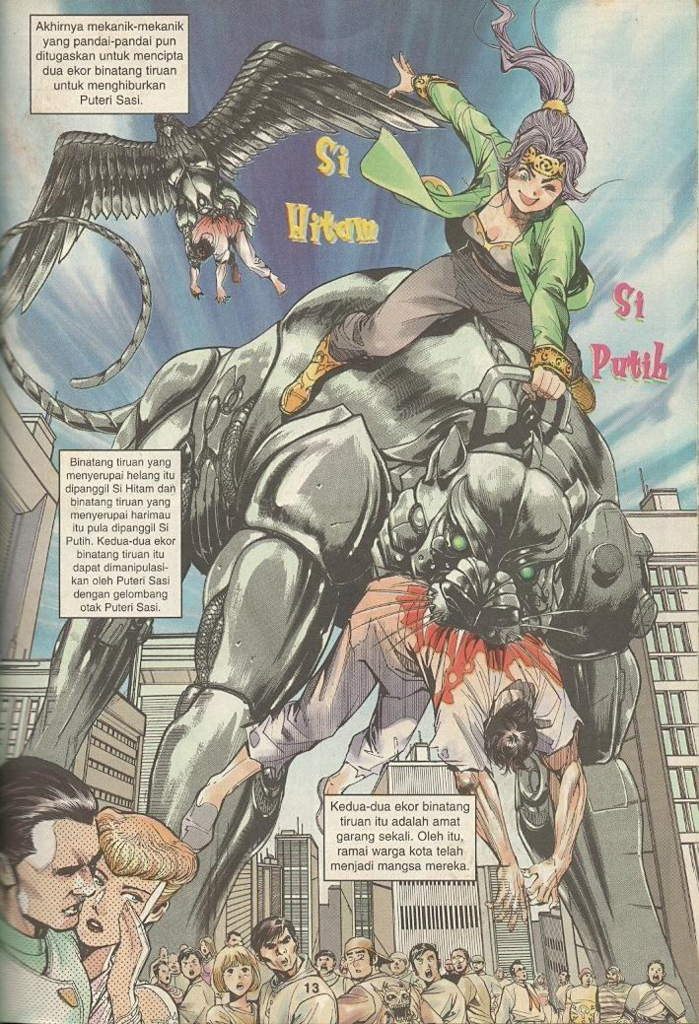 Akhirnya mekanik-mekanik
yang pandai-pandai pun
ditugaskan untuk mencipta
dua ekor binatang tiruan
untuk menghiburkan
Puteri Sasi.
Si
Hitam
Si
Putih
Binatang tiruan yang
menyerupai helang itu
dipanggil Si Hitam dan
binatang tiruan yang
menyerupai harimau
itu pula dipanggil Si
Putih. Kedua-dua ekor
binatang tiruan itu
dapat dimanipulasi-
kan oleh Puteri Sasi
dengan gelombang
otak Puteri Sasi.
Kedua-dua ekor binatang
tiruan itu adalah amat
garang sekali. Oleh itu,
ramai warga kota telah
menjadi mangsa mereka.
13